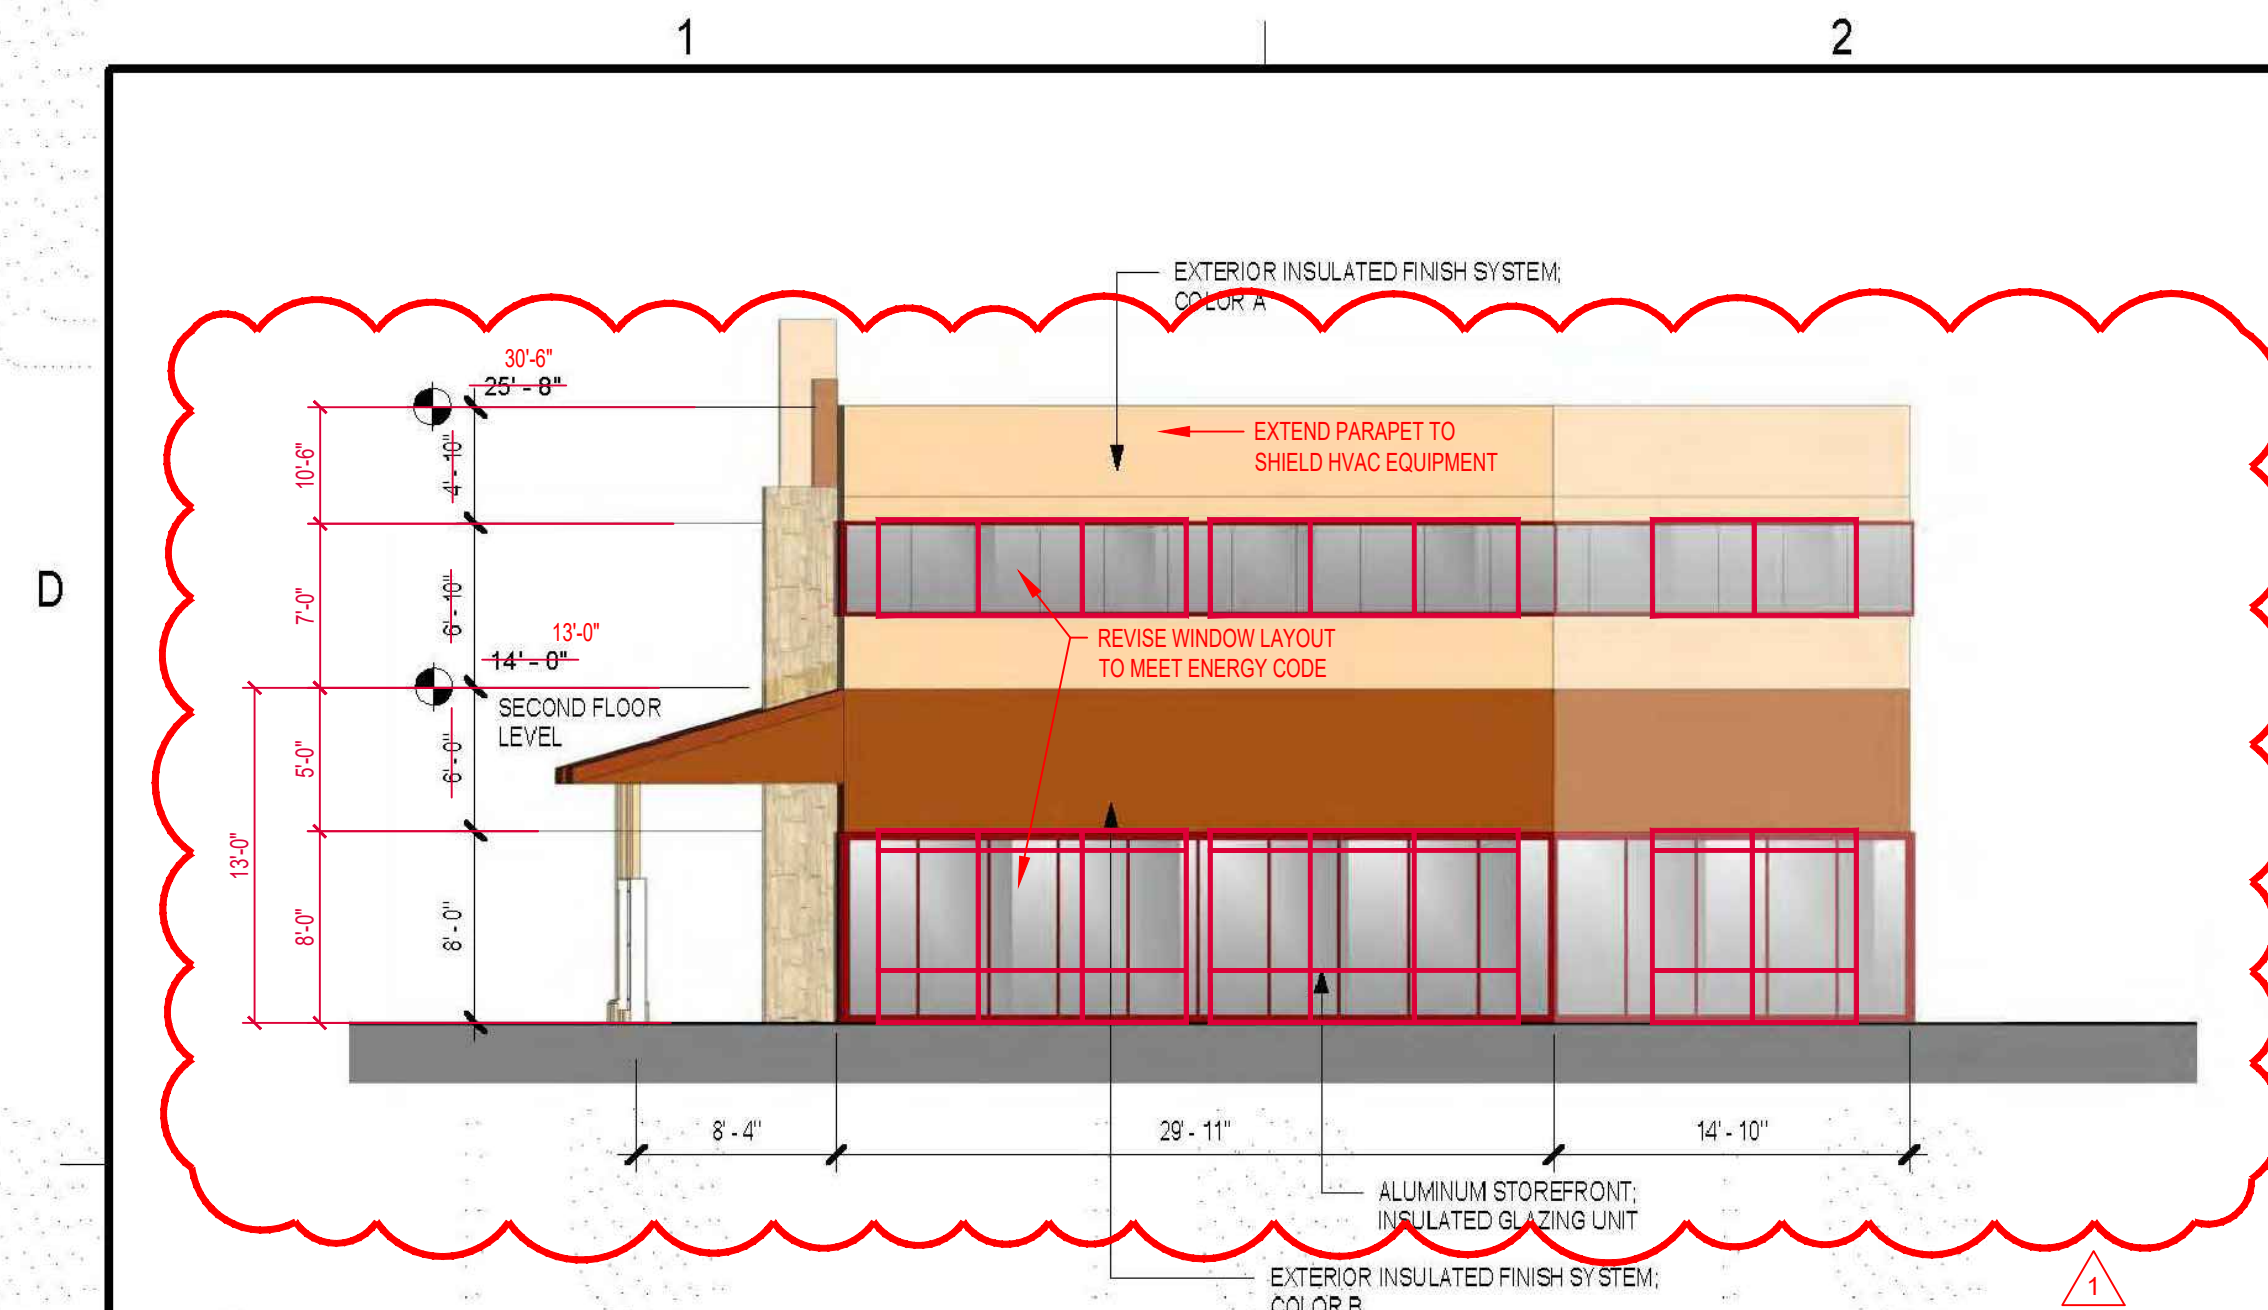 1
2
EXTERIOR INSULATED FINISH SYSTEM;
COLOR A
30'-6"
25' - 8"
EXTEND PARAPET TO
SHIELD HVAC EQUIPMENT
10'-6"
4' - 10"
D
7'-0"
6' - 10"
13'-0"
14' - 0"
REVISE WINDOW LAYOUT
TO MEET ENERGY CODE
SECOND FLOOR
LEVEL
5'-0"
6' - 0"
13'-0"
8'-0"
8' - 0"
8' - 4"
29' - 11"
14' - 10"
ALUMINUM STOREFRONT;
INSULATED GLAZING UNIT
EXTERIOR INSULATED FINISH SYSTEM;
COLOR B
1